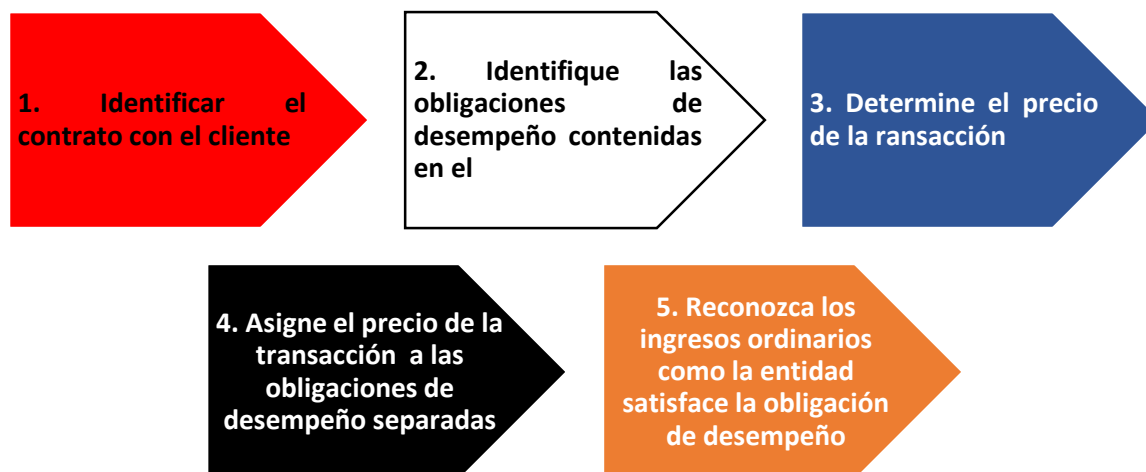 1. Identificar el
contrato con el cliente
2. Identifique las
obligaciones de
desempeño contenidas
en el
3. Determine el precio
de la ransacción
4. Asigne el precio de la
transacción a las
obligaciones de
desempeño separadas
5. Reconozca los
ingresos ordinarios
como la entidad
satisface la obligación
de desempeño